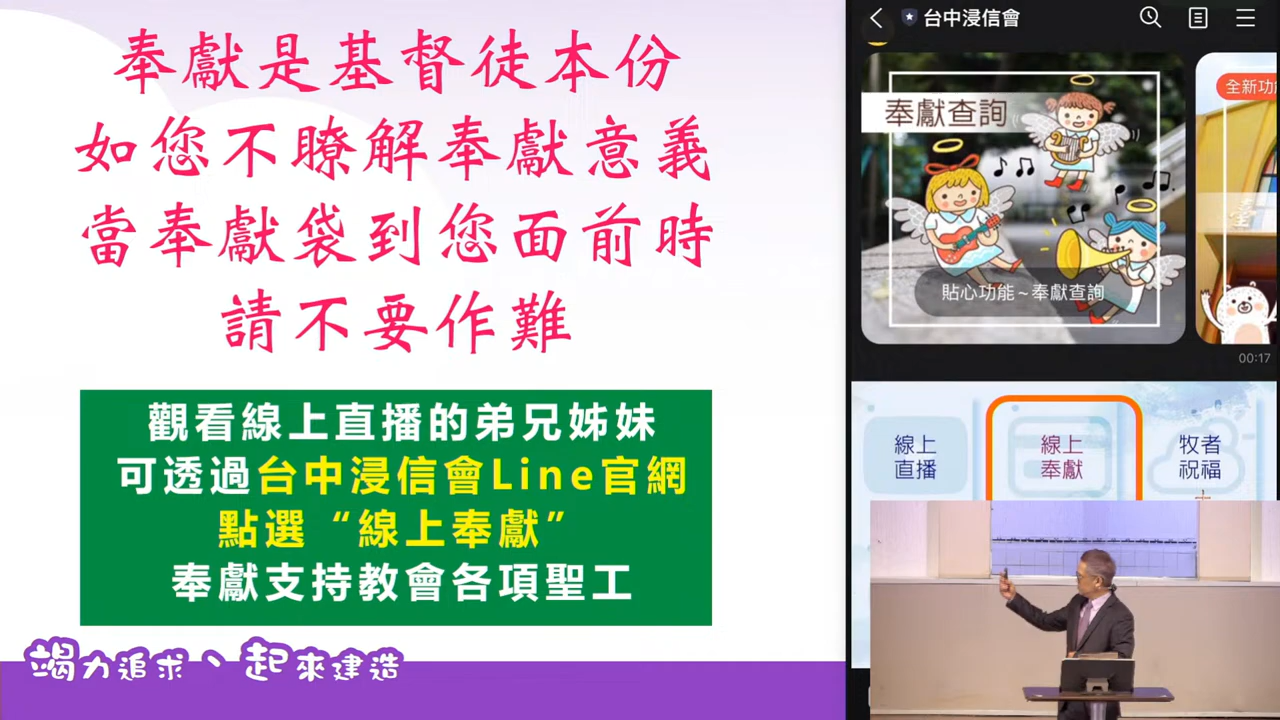 奉獻是基督徒本份
如您不瞭解奉獻意義
當奉獻袋到您面前時
請不要作難
觀看線上直播的弟兄姊妹
可透過台中浸信會Line官網
點選“線上奉獻”
奉獻支持教會各項聖工
竭力追求、起來建造
台中浸信會
奉獻查詢
貼心功能~奉獻查詢
全新功
00:17
線上
直播
線上
奉獻
牧者
祝福